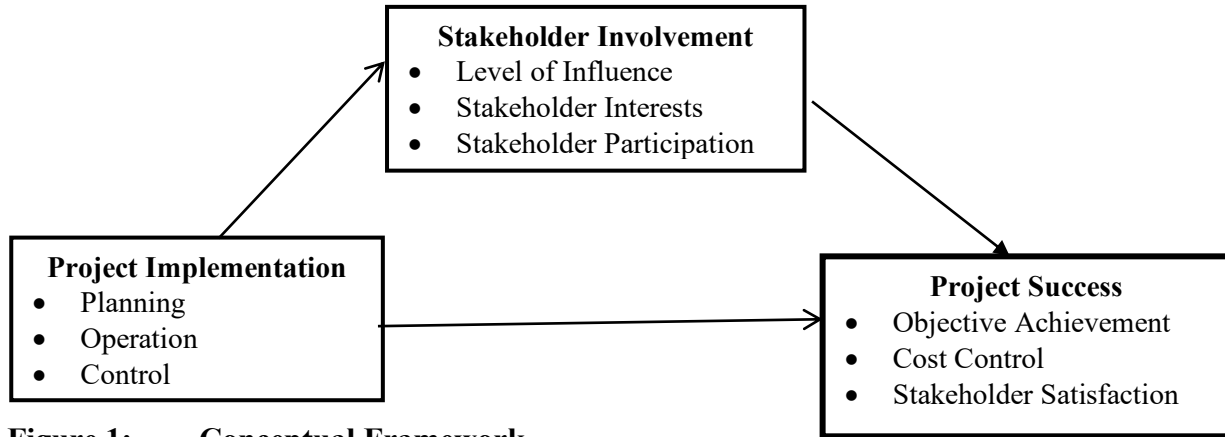 Stakeholder Involvement
• Level of Influence
• Stakeholder Interests
• Stakeholder Participation
Project Implementation
• Planning
• Operation
• Control
Project Success
• Objective Achievement
• Cost Control
• Stakeholder Satisfaction
Figure 1: Conceptual Framework